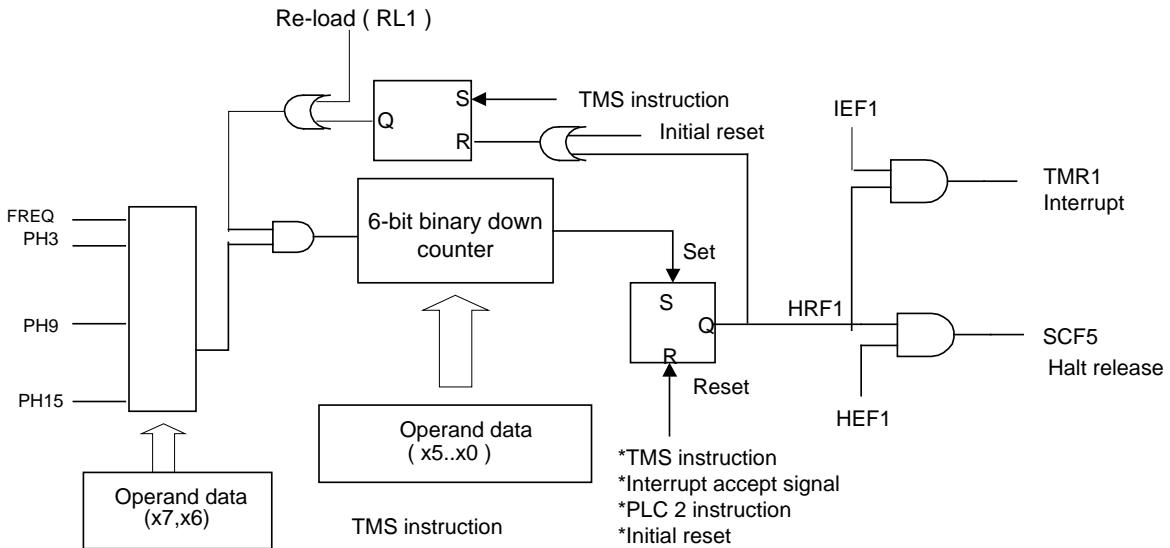 Re-load ( RL1 )
S
TMS instruction
Q
R
Initial reset
IEF1
TMR1
Interrupt
FREQ
PH3
PH9
PH15
6-bit binary down
counter
Set
S
Q
R
HRF1
Reset
SCF5
Halt release
HEF1
Operand data
( x5..x0 )
Operand data
(x7,x6)
TMS instruction
*TMS instruction
*Interrupt accept signal
*PLC 2 instruction
*Initial reset